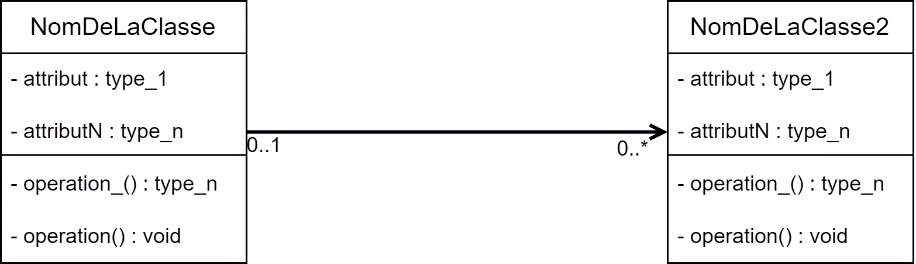 NomDeLaClasse
- attribut : type_1
- attributN : type_n
- operation_() : type_n
- operation() : void
0..1
0..*
NomDeLaClasse2
- attribut : type_1
- attributN : type_n
- operation_() : type_n
- operation() : void